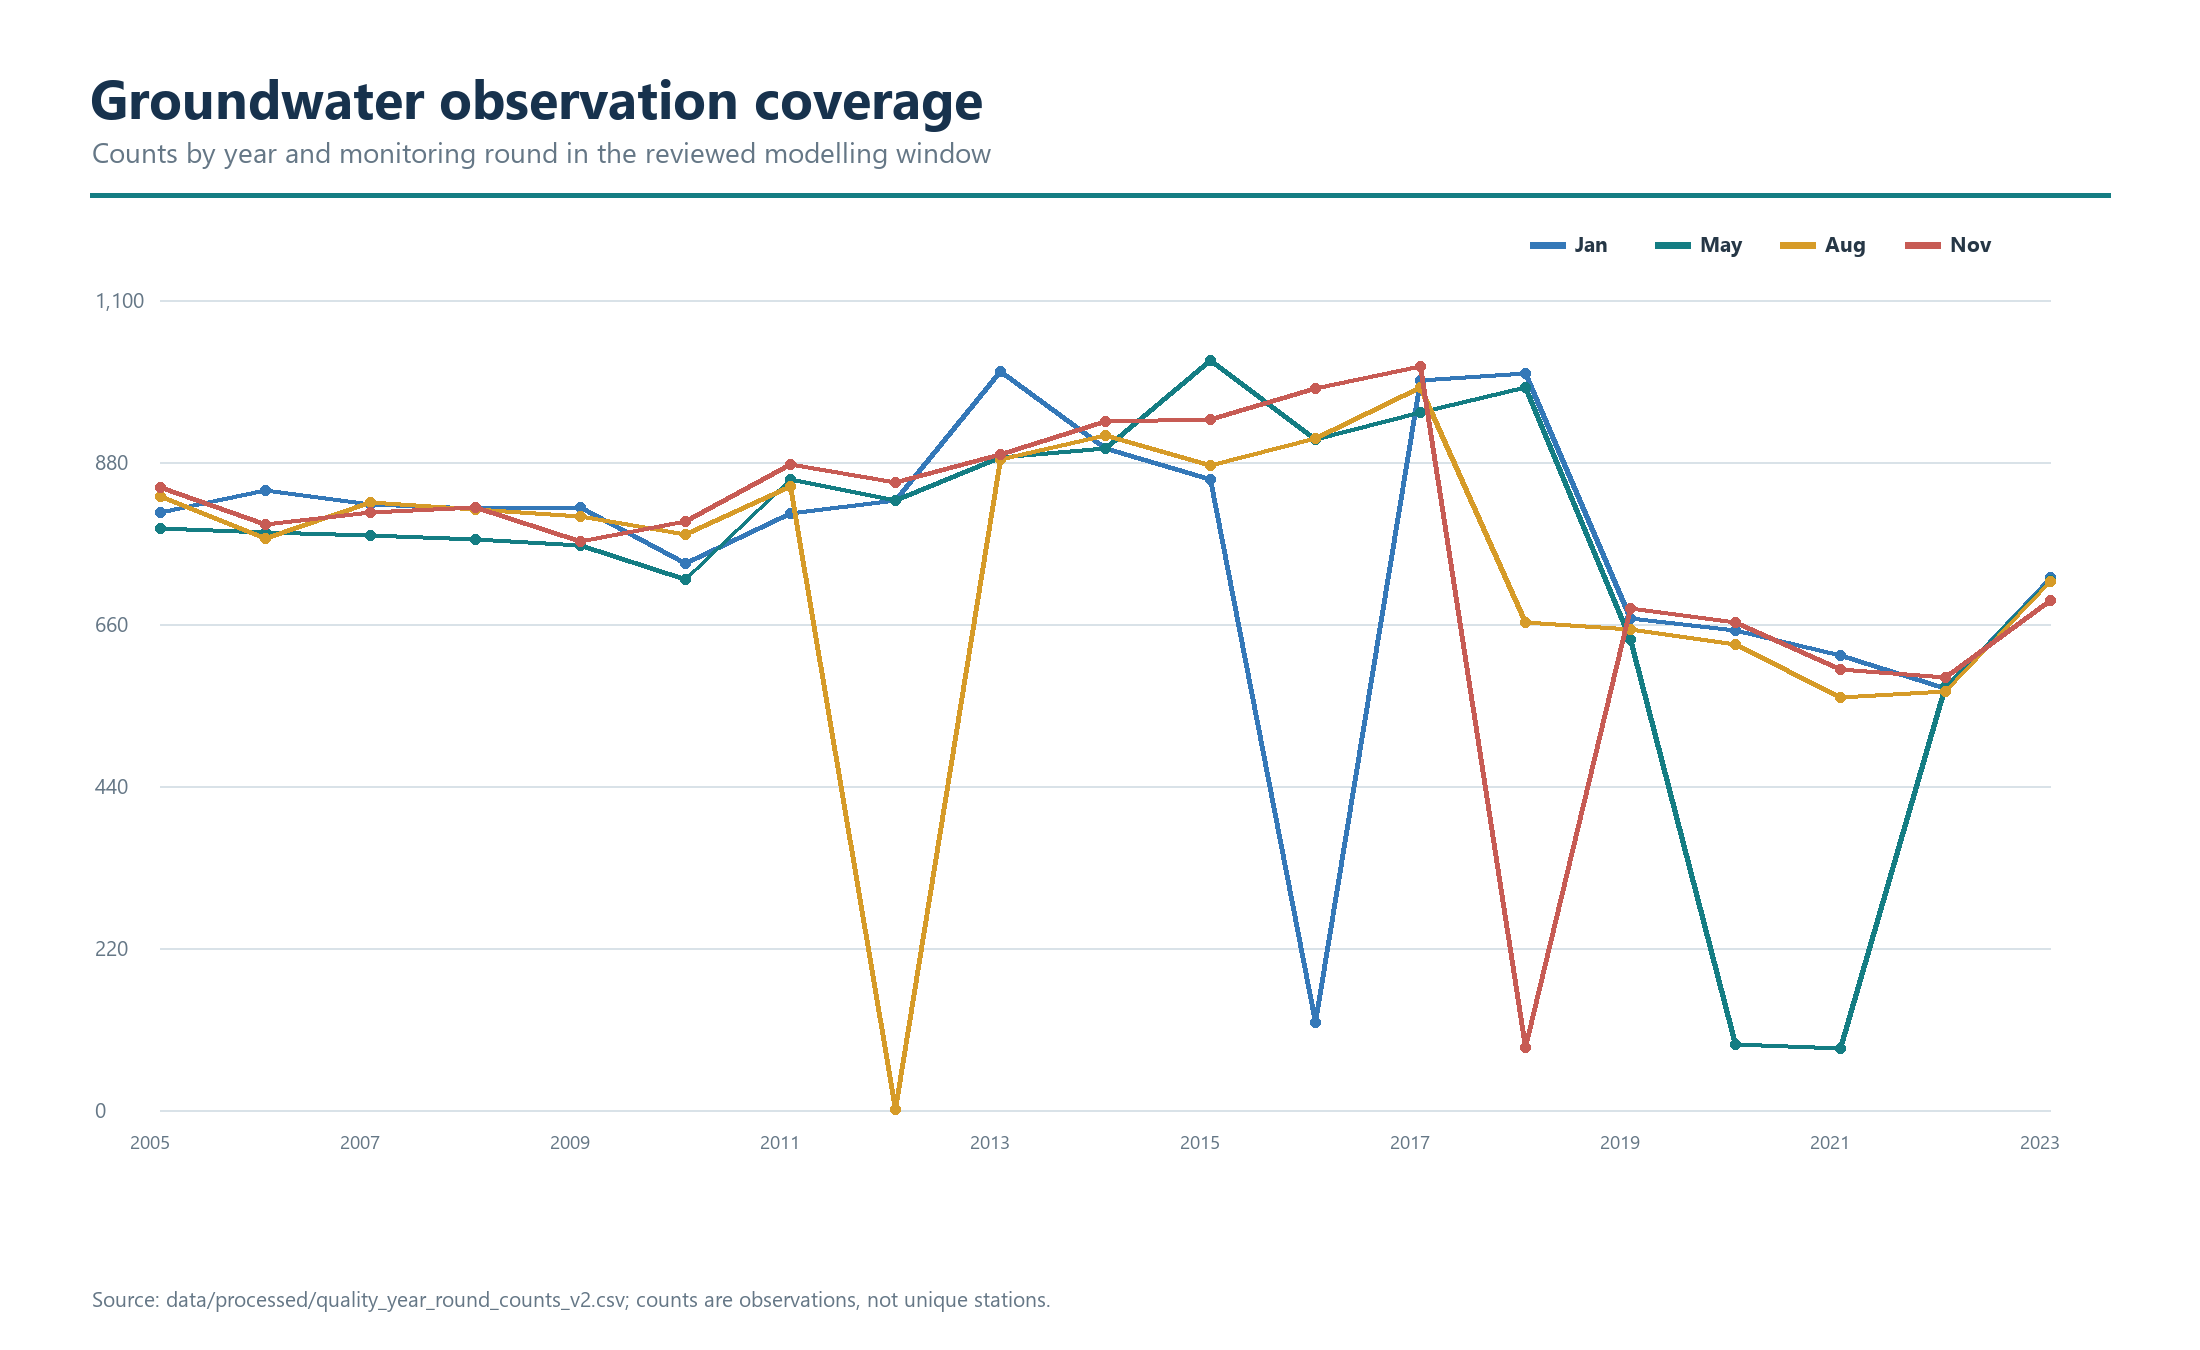 Groundwater observation coverage
Counts by year and monitoring round in the reviewed modelling window
Jan May Aug Nov
1,100
880
660
440
220
0
2005 2007 2009 2011 2013 2015 2017 2019 2021 2023
Source: data/processed/quality_year_round_counts_v2.csv; counts are observations, not unique stations.